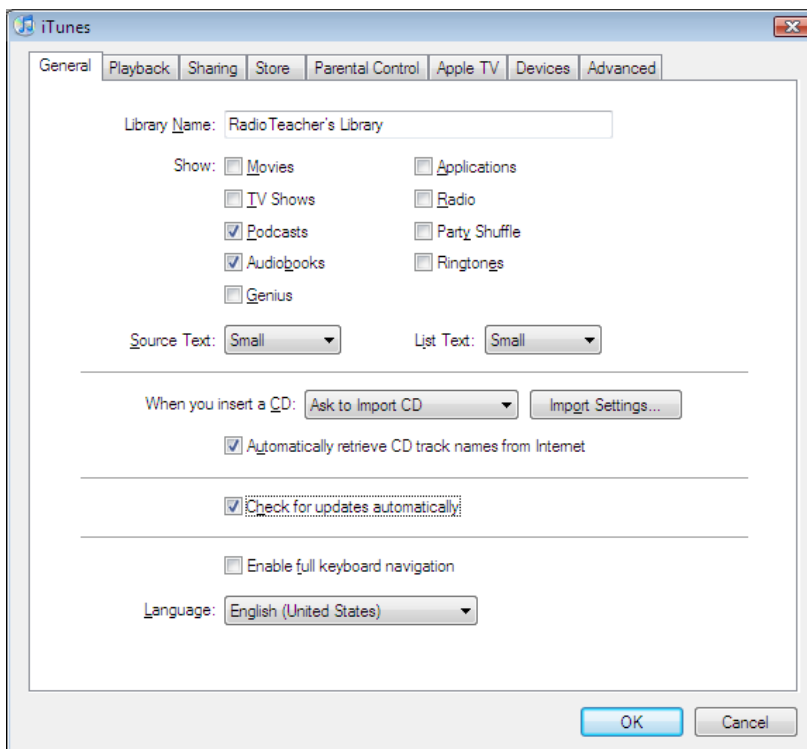 iTunes
General Playback Sharing Store Parental Control Apple TV Devices Advanced
Library Name: RadioTeacher's Library
Show: Movies Applications
TV Shows Radio
Podcasts Party Shuffle
Audiobooks Ringtones
Genius
Source Text: Small List Text: Small
When you insert a CD: Ask to Import CD Import Settings...
Automatically retrieve CD track names from Internet
Check for updates automatically
Enable full keyboard navigation
Language: English (United States)
OK Cancel